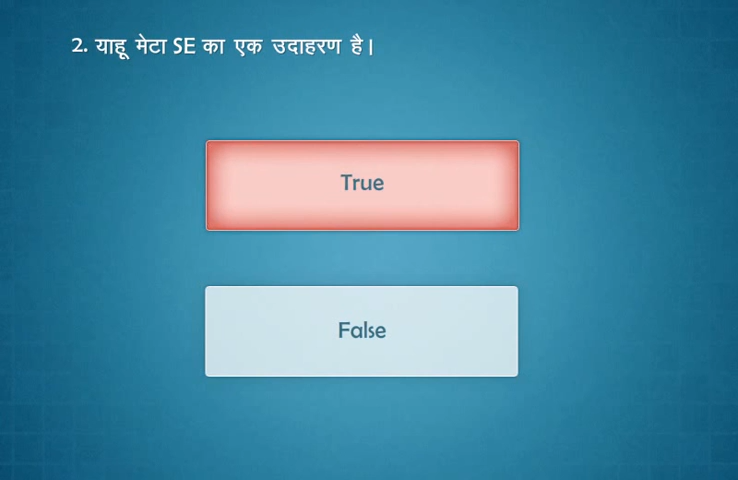 2. याहू मेटा SE का एक उदाहरण है।
True
False